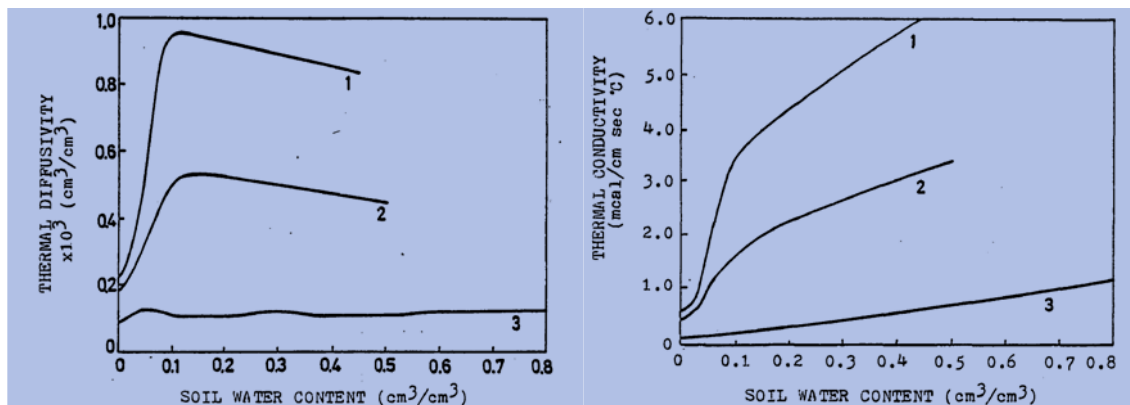 THERMAL DIFFUSIVITY
x10³ (cm³/cm³)
1,0
0.8
0.6
0.4
0.2
0
1
2
3
0 0.1 0.2 0.3 0.4 0.5 0.6 0.7 0.8
SOIL WATER CONTENT (cm³/cm³)
THERMAL CONDUCTIVITY
(mcal/cm sec °C)
6.0
5.0
4.0
3.0
2.0
1.0
0
1
2
3
0 0.1 0.2 0.3 0.4 0.5 0.6 0.7 0.8
SOIL WATER CONTENT (cm³/cm³)